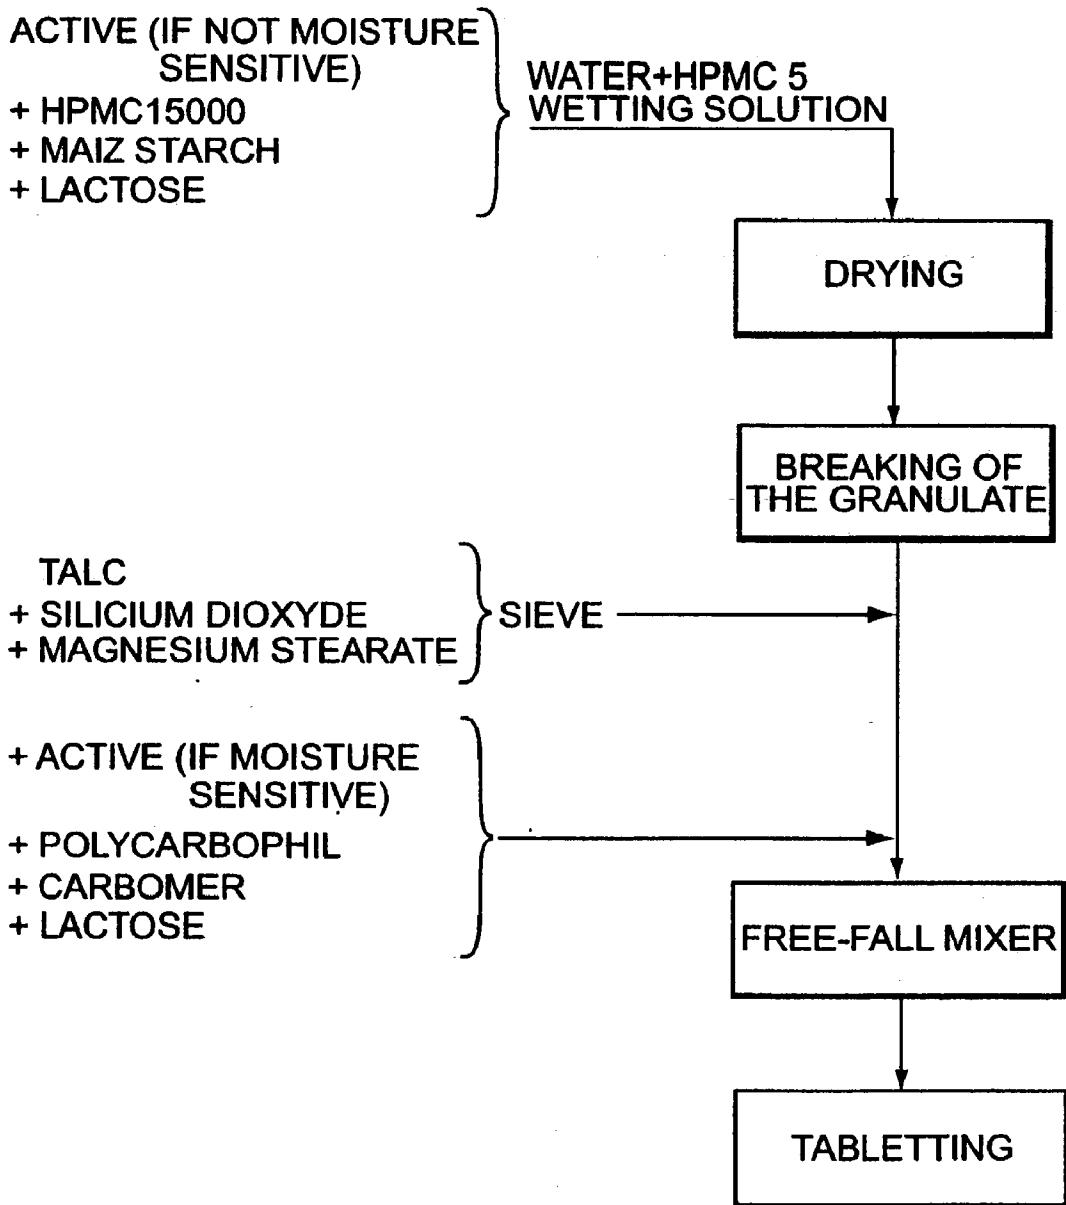 ACTIVE (IF NOT MOISTURE
SENSITIVE)
+ HPMC15000
+ MAIZ STARCH
+ LACTOSE
WATER+HPMC 5
WETTING SOLUTION
DRYING
BREAKING OF
THE GRANULATE
TALC
+ SILICIUM DIOXYDE
+ MAGNESIUM STEARATE
SIEVE
+ ACTIVE (IF MOISTURE
SENSITIVE)
+ POLYCARBOPHIL
+ CARBOMER
+ LACTOSE
FREE-FALL MIXER
TABLETTING